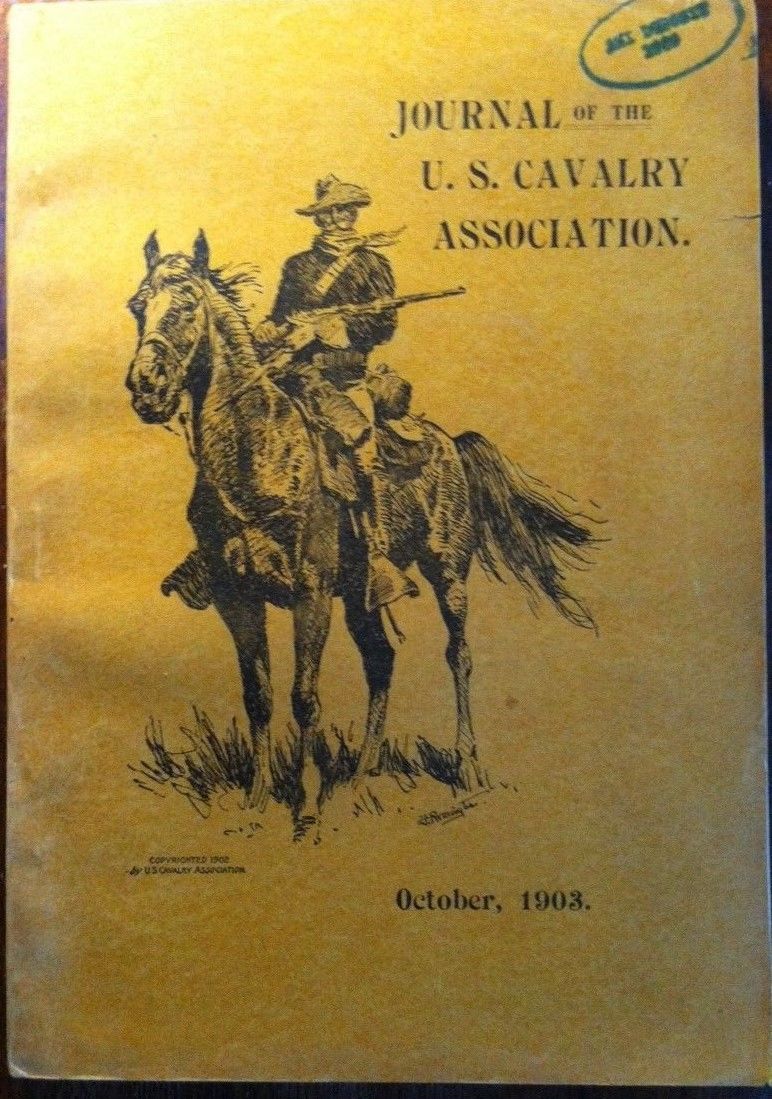 JOURNAL OF THE
U. S. CAVALRY
ASSOCIATION.
COPYRIGHTED 1902
by U.S. CAVALRY ASSOCIATION
October, 1903.